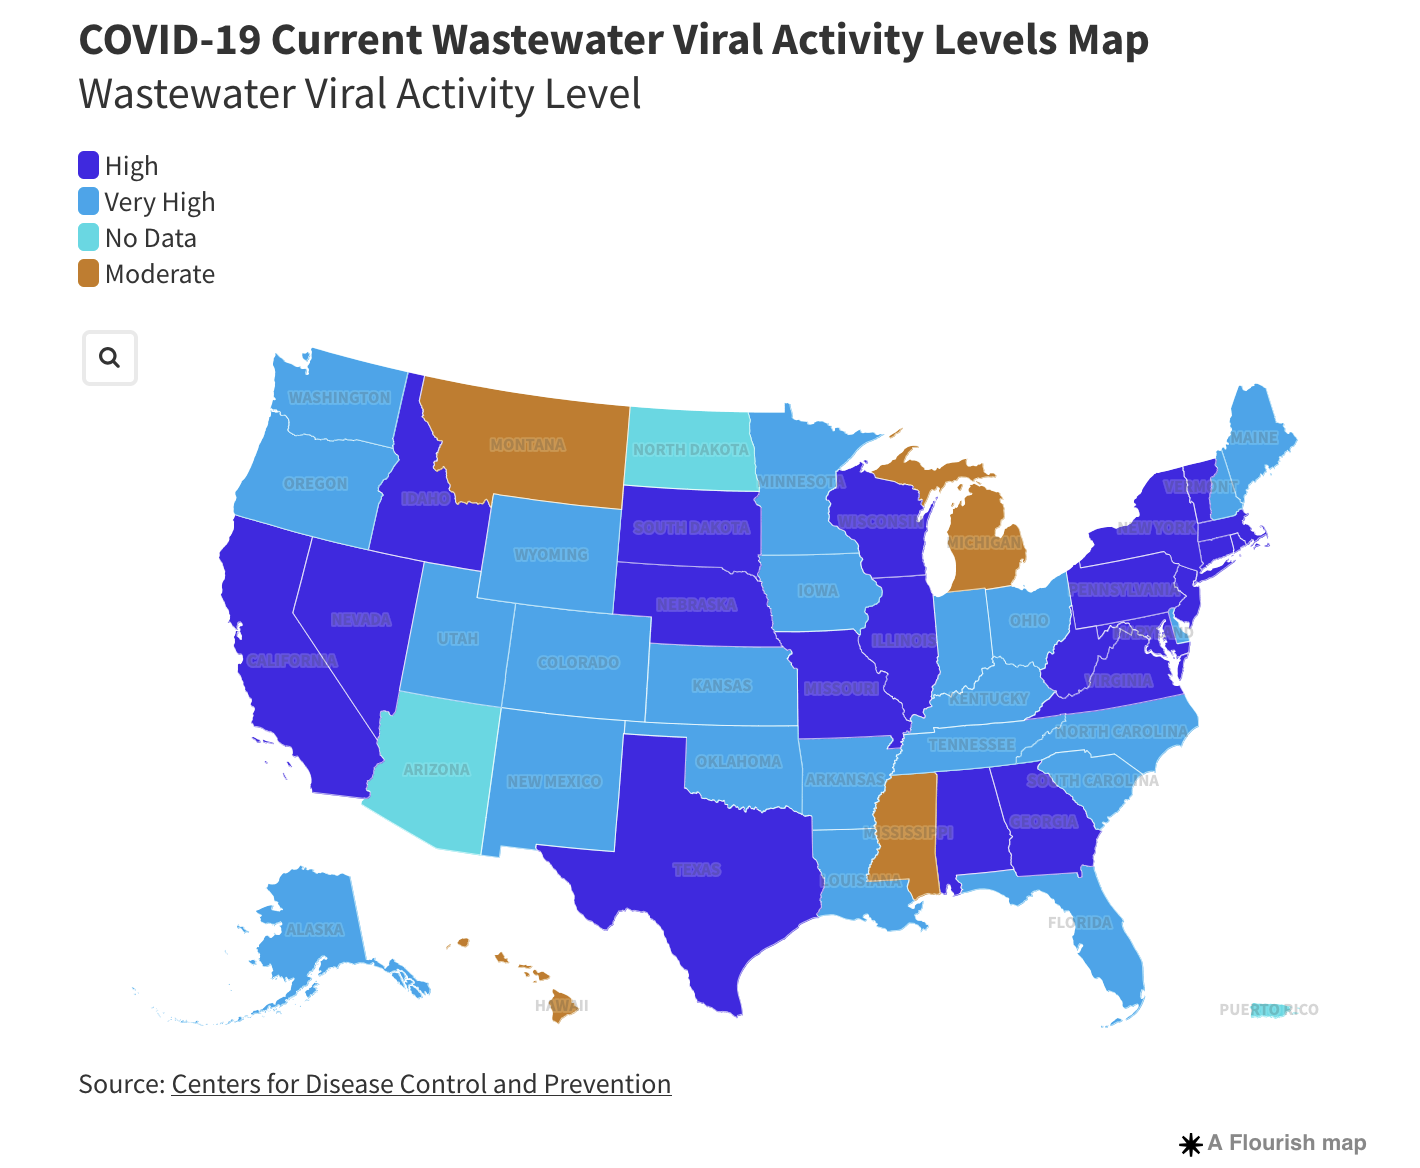 COVID-19 Current Wastewater Viral Activity Levels Map
Wastewater Viral Activity Level
High
Very High
No Data
Moderate
WASHINGTON
MONTANA
NORTH DAKOTA
MAINE
OREGON
IDAHO
MINNESOTA
VERMONT
SOUTH DAKOTA
WISCONSIN
NEW YORK
MICHIGAN
WYOMING
IOWA
PENNSYLVANIA
NEBRASKA
NEVADA
OHIO
UTAH
ILLINOIS
CALIFORNIA
COLORADO
KANSAS
MISSOURI
VIRGINIA
KENTUCKY
NORTH CAROLINA
TENNESSEE
OKLAHOMA
ARIZONA
NEW MEXICO
ARKANSAS
SOUTH CAROLINA
GEORGIA
MISSISSIPPI
TEXAS
LOUISIANA
FLORIDA
ALASKA
HAWAII
PUERTO RICO
Source: Centers for Disease Control and Prevention
A Flourish map